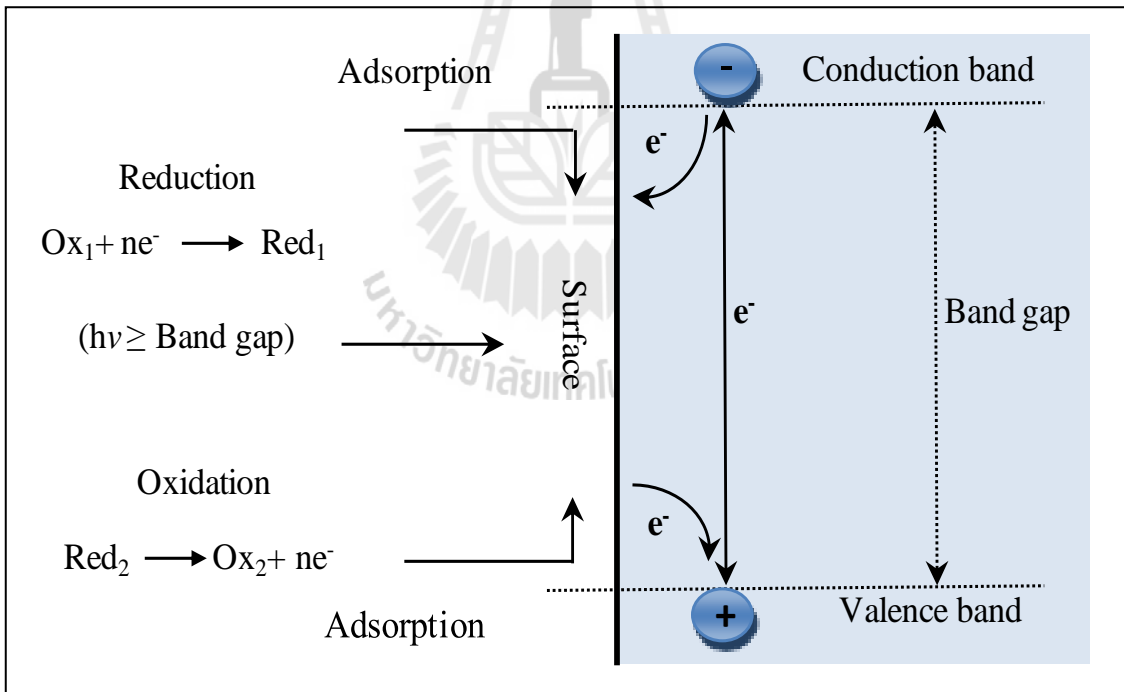 Adsorption
Reduction
Ox₁+ ne⁻ → Red₁
(hν ≥ Band gap)
Oxidation
Red₂ → Ox₂+ ne⁻
Adsorption
Surface
-
Conduction band
e⁻
e⁻
Band gap
e⁻
+
Valence band